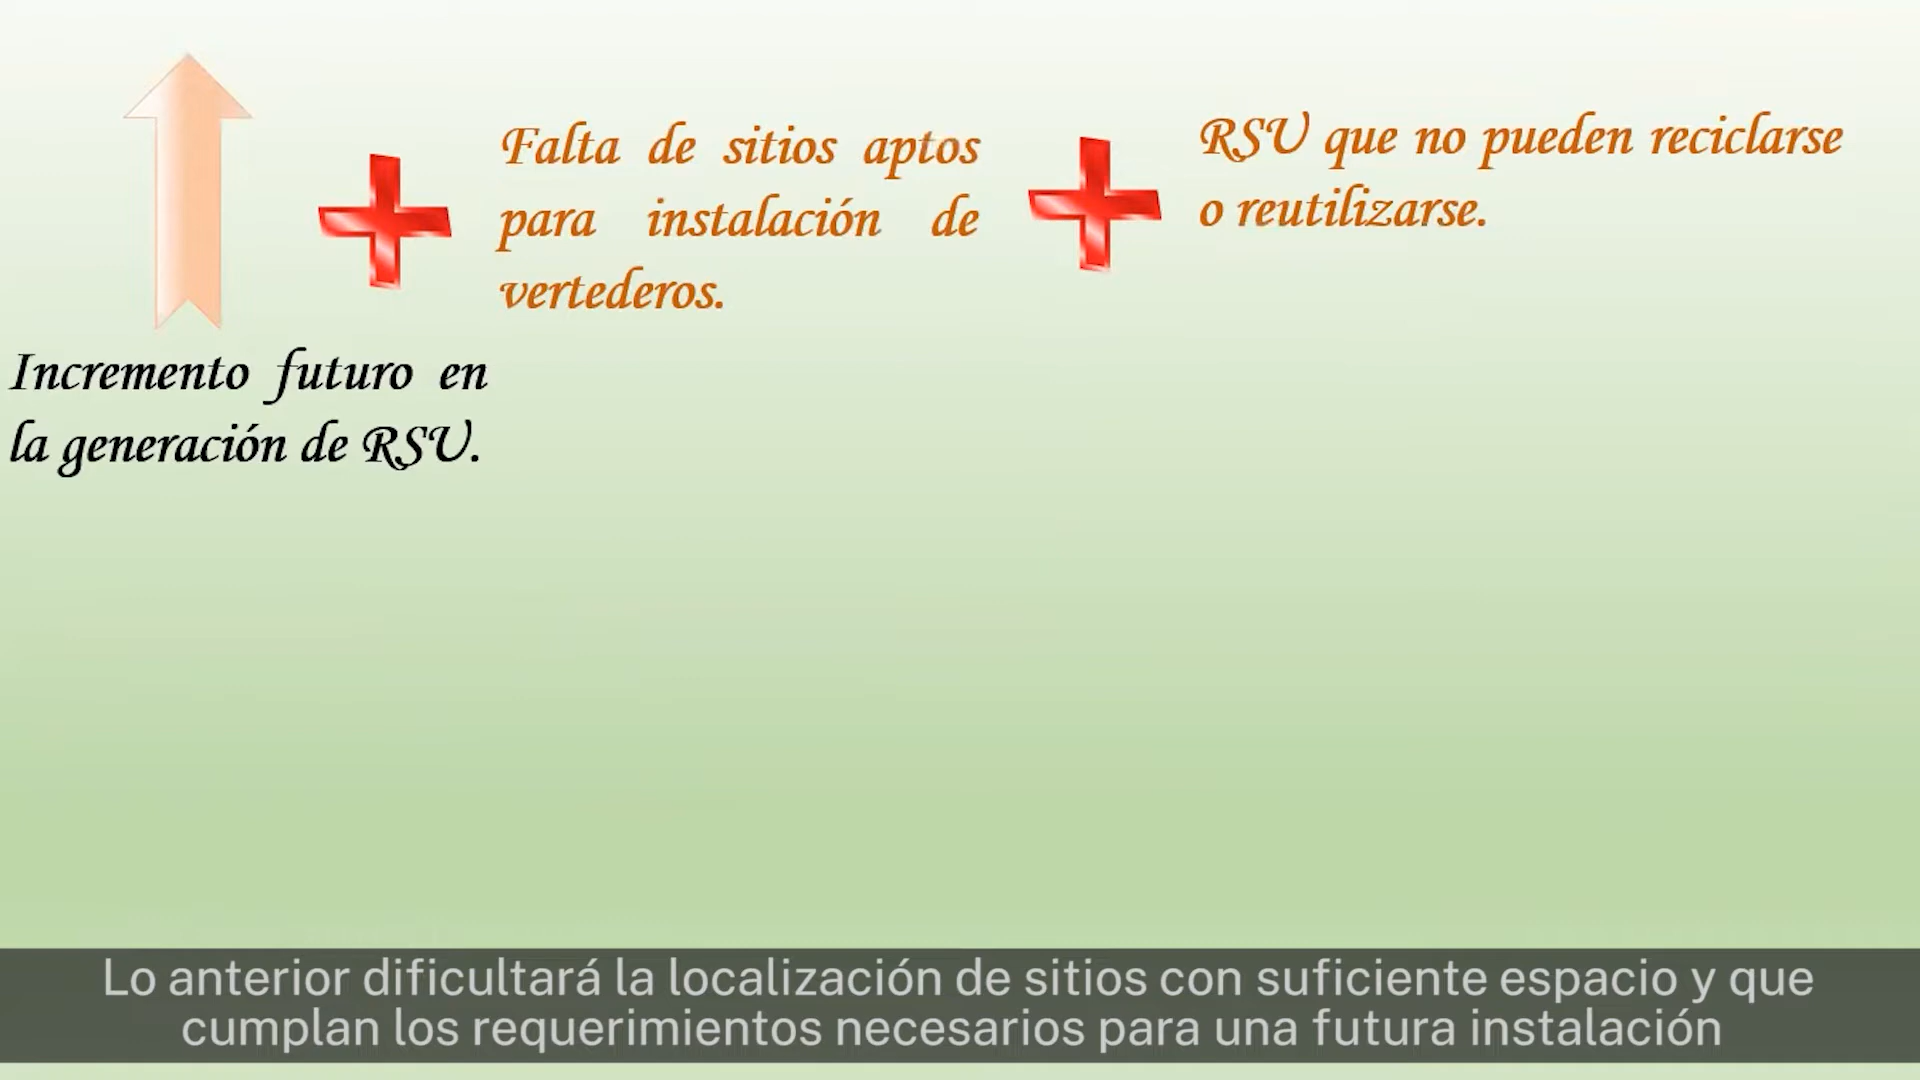 Falta de sitios aptos
para instalación de
vertederos.
RSU que no pueden reciclarse
o reutilizarse.
Incremento futuro en
la generación de RSU.
Lo anterior dificultará la localización de sitios con suficiente espacio y que
cumplan los requerimientos necesarios para una futura instalación